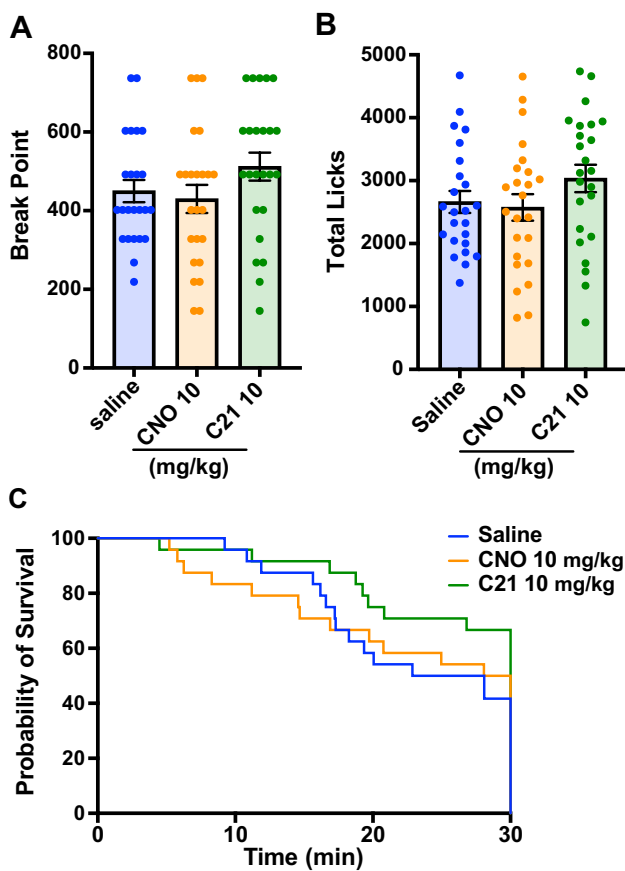 A
Break Point
800
600
400
200
0
saline
CNO 10
C21 10
(mg/kg)
B
Total Licks
5000
4000
3000
2000
1000
0
Saline
CNO 10
C21 10
(mg/kg)
C
Probability of Survival
100
80
60
40
20
0
0
10
20
30
Time (min)
Saline
CNO 10 mg/kg
C21 10 mg/kg